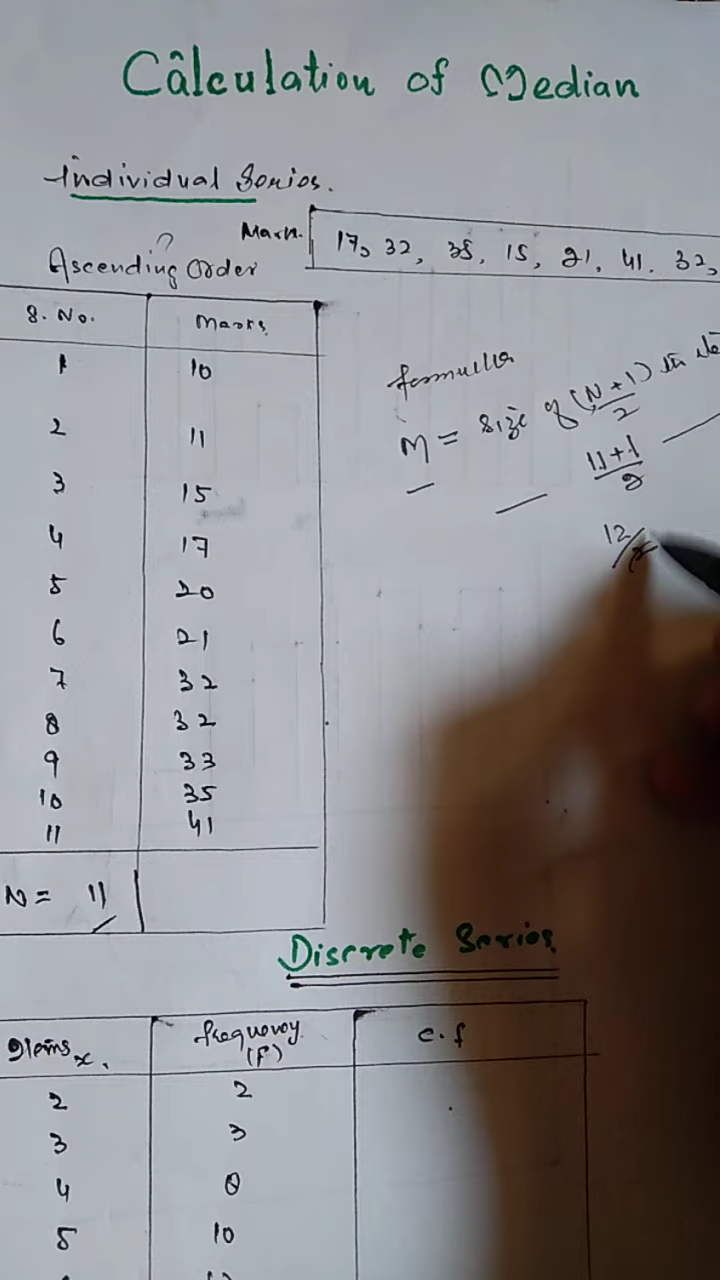 Calculation of Median
Individual Series.
Marks. 17, 32, 35, 15, 21, 41, 32,
Ascending Order
S. No. Marks
1 10
2 11
3 15
4 17
5 20
6 21
7 32
8 32
9 33
10 35
11 41
N = 11
formula
M = size of (N+1)/2 th
11+1/2
12/2
Discrete Series.
Items x. frequency (f) c.f
2 2
3 3
4 8
5 10